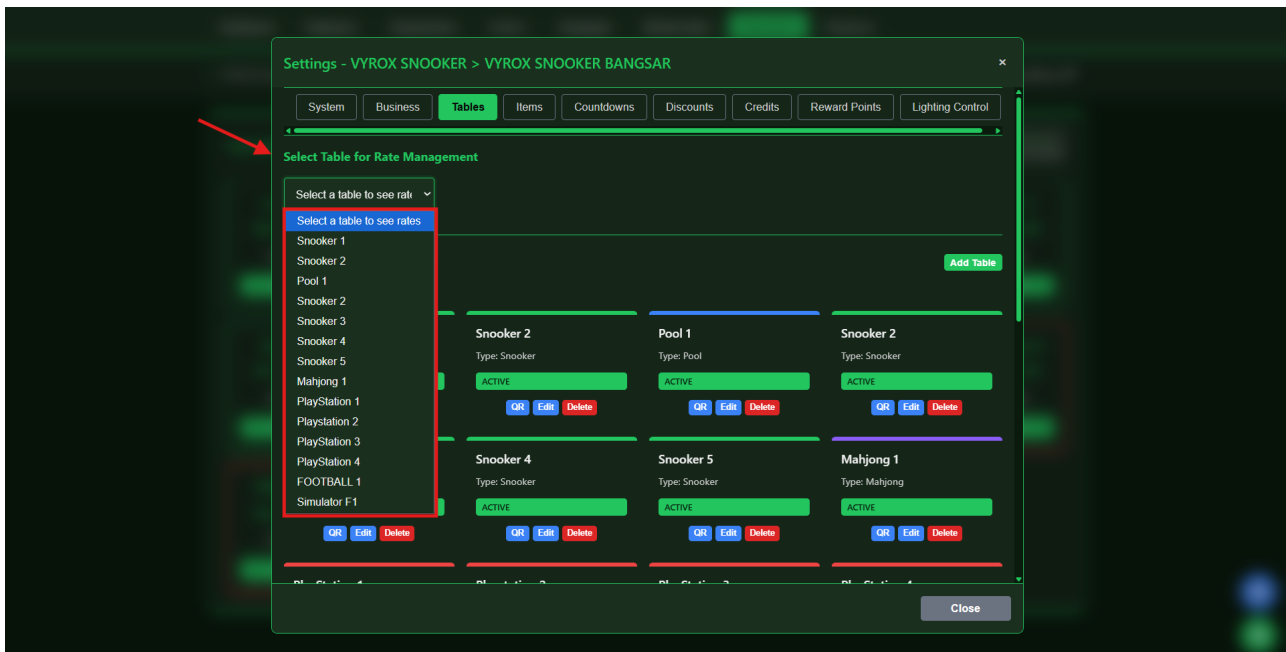 Settings - VYROX SNOOKER > VYROX SNOOKER BANGSAR
×
System Business Tables Items Countdowns Discounts Credits Reward Points Lighting Control
Select Table for Rate Management
Select a table to see rat
Select a table to see rates
Snooker 1
Snooker 2
Pool 1
Snooker 2
Snooker 3
Snooker 4
Snooker 5
Mahjong 1
PlayStation 1
Playstation 2
PlayStation 3
PlayStation 4
FOOTBALL 1
Simulator F1
Add Table
Snooker 2 Pool 1 Snooker 2
Type: Snooker Type: Pool Type: Snooker
ACTIVE ACTIVE ACTIVE
QR Edit Delete QR Edit Delete QR Edit Delete
Snooker 4 Snooker 5 Mahjong 1
Type: Snooker Type: Snooker Type: Mahjong
ACTIVE ACTIVE ACTIVE
QR Edit Delete QR Edit Delete QR Edit Delete QR Edit Delete
Close